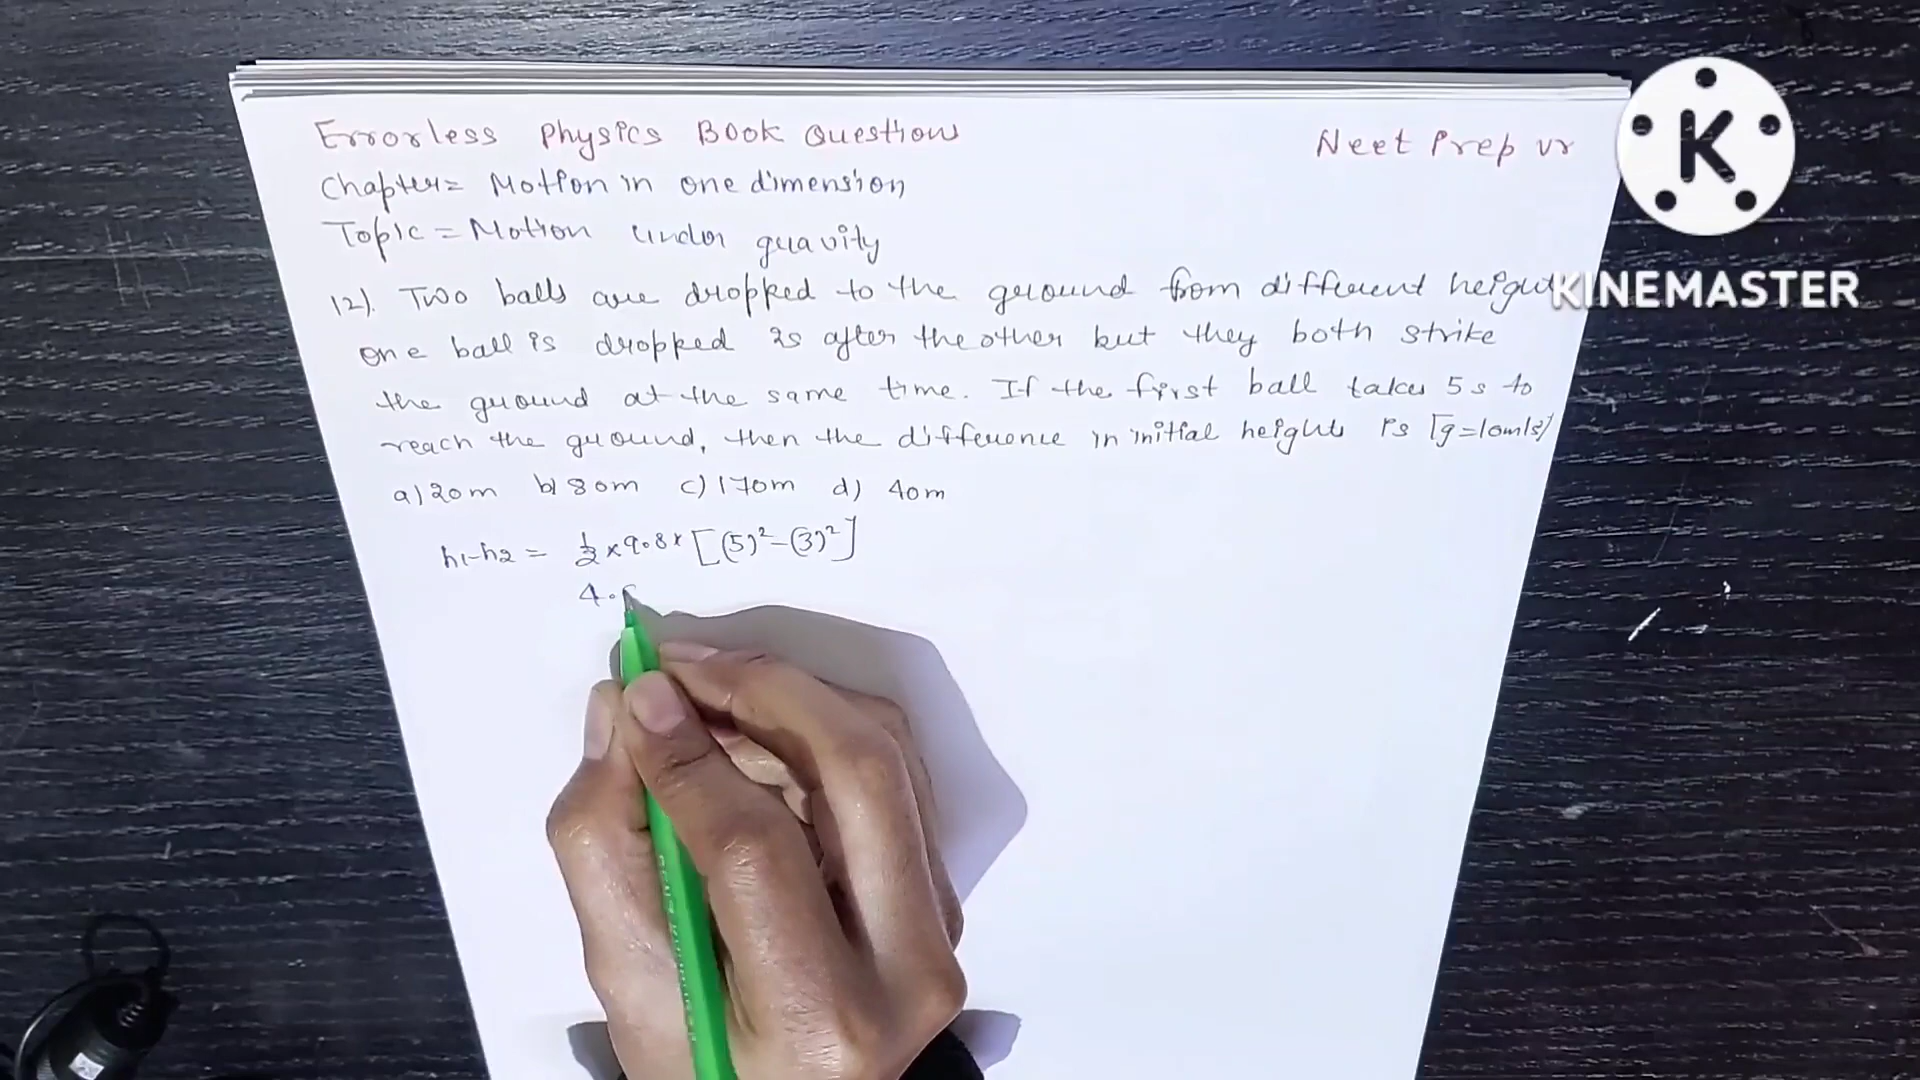 Errorless Physics Book Question
Neet Prep vr
K
KINEMASTER
Chapter = Motion in one dimension
Topic = Motion under gravity
12). Two balls are dropped to the ground from different height
one ball is dropped 2s after the other but they both strike
the ground at the same time. If the first ball takes 5s to
reach the ground, then the difference in initial heights is [g=10m/s²
a) 20m b) 80m c) 170m d) 40m
h1-h2 = 1/2 × 9.8 × [(5)²-(3)²]
4.